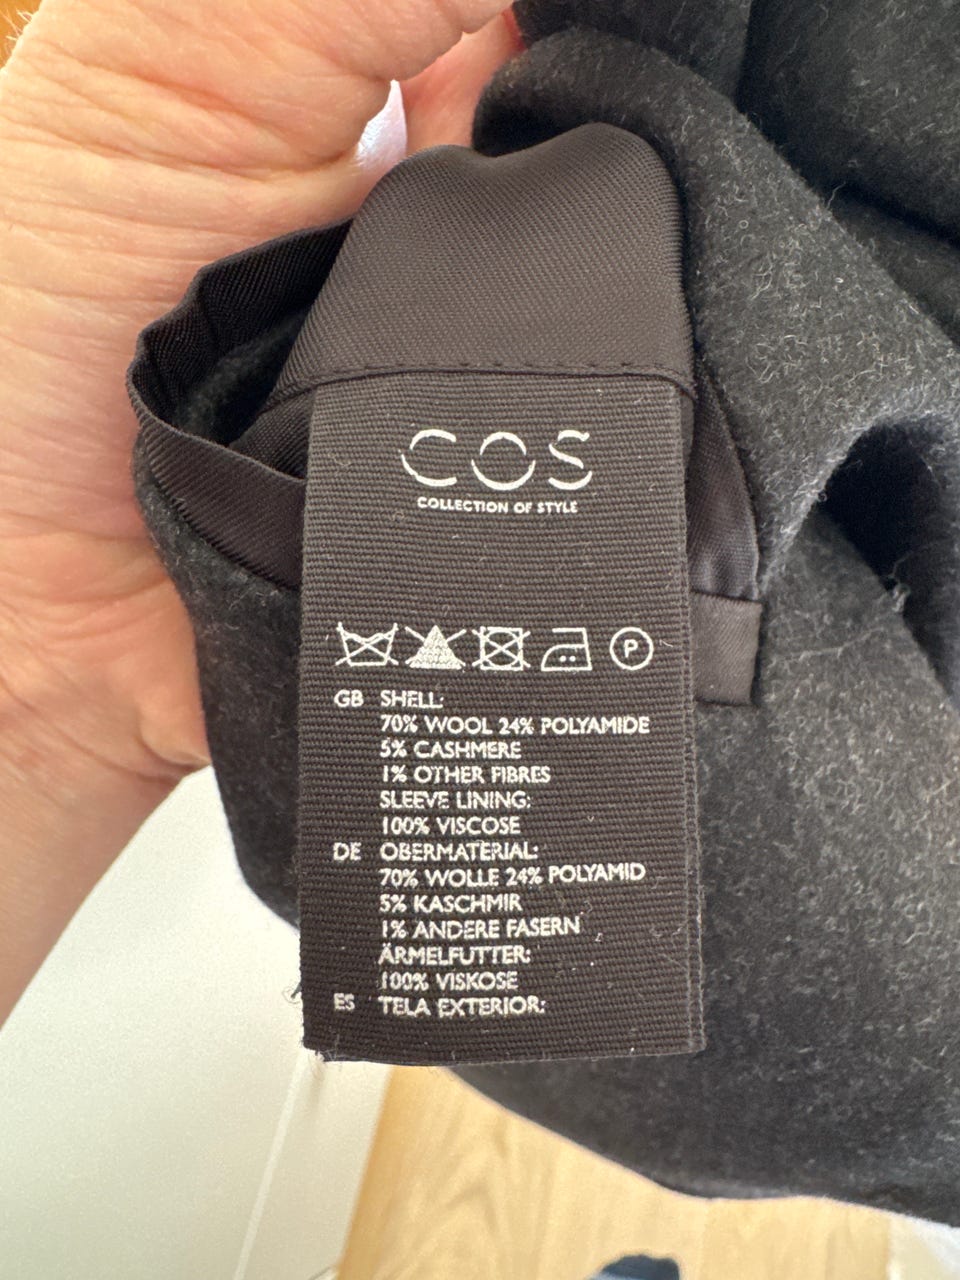 COS
COLLECTION OF STYLE
P
GB SHELL:
70% WOOL 24% POLYAMIDE
5% CASHMERE
1% OTHER FIBRES
SLEEVE LINING:
100% VISCOSE
DE OBERMATERIAL:
70% WOLLE 24% POLYAMID
5% KASCHMIR
1% ANDERE FASERN
ÄRMELFUTTER:
100% VISKOSE
ES TELA EXTERIOR: